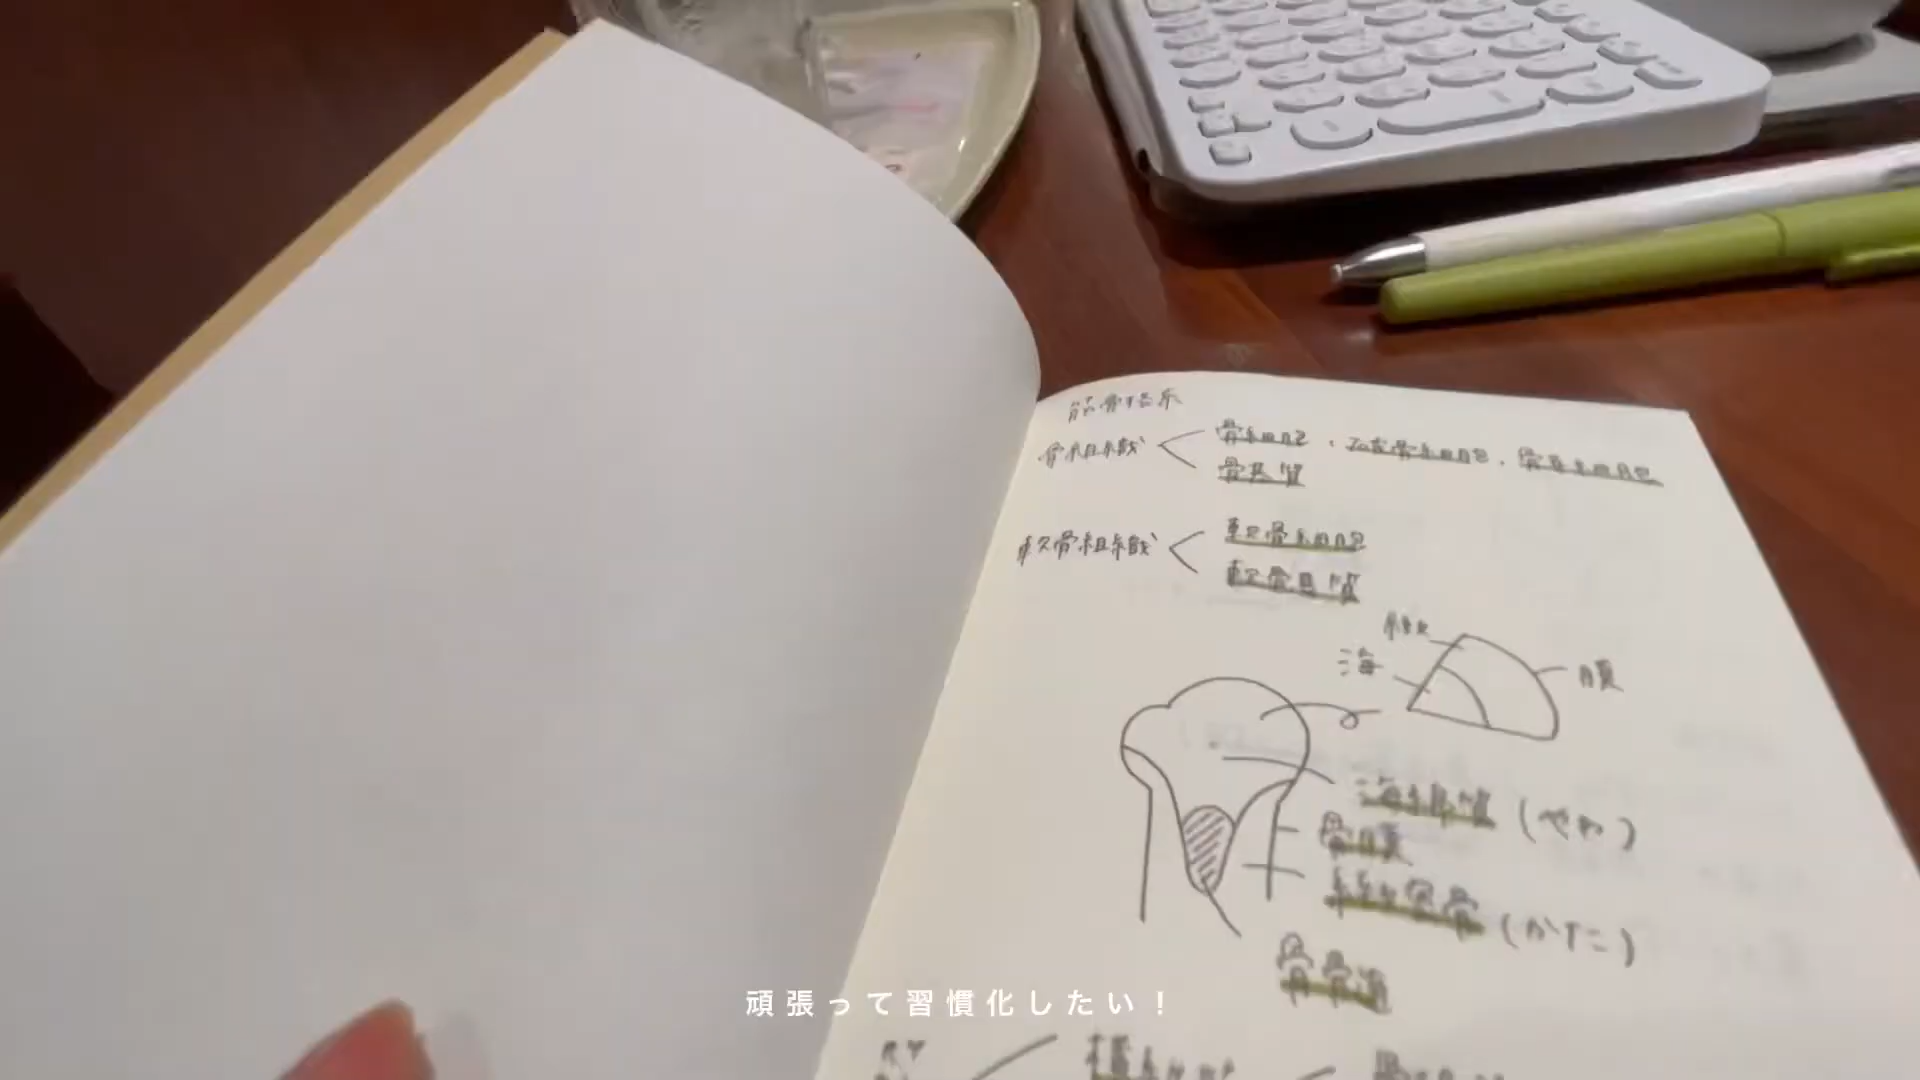 筋骨格系
骨組織 骨細胞、破骨細胞、骨芽細胞
骨基質
軟骨組織 軟骨細胞
軟骨基質
緻
海 膜
海綿質(やわ)
骨膜
緻密骨(かた)
骨骨道
頑張って習慣化したい!